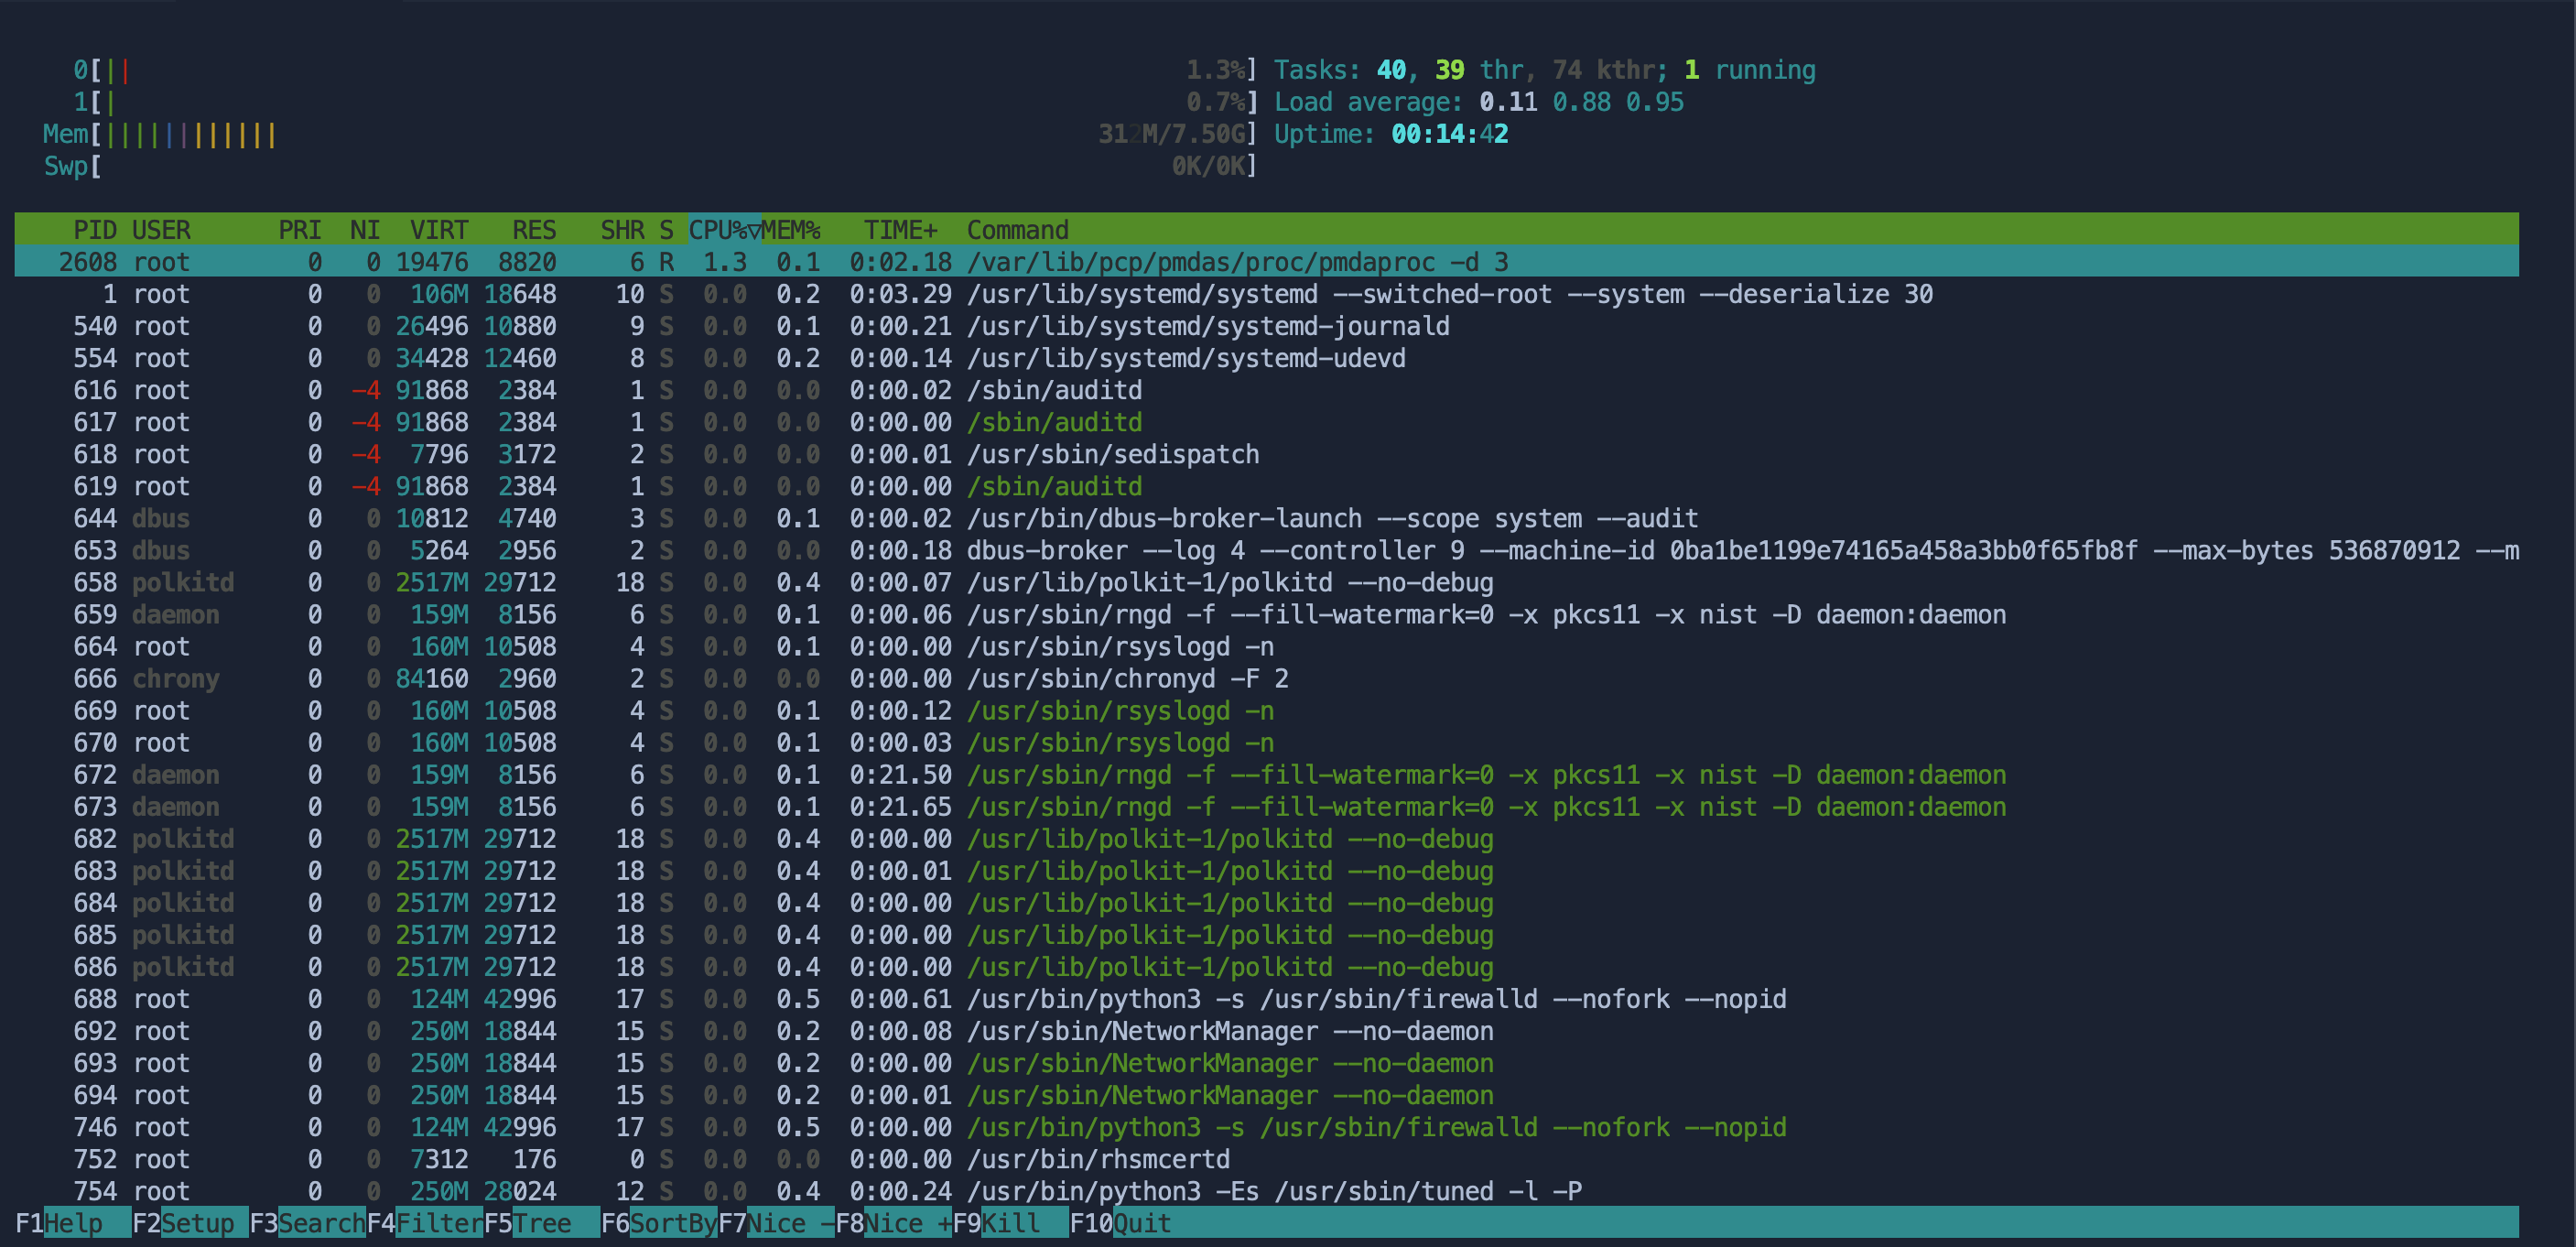 0[|| 1.3%] Tasks: 40, 39 thr, 74 kthr; 1 running
1[| 0.7%] Load average: 0.11 0.88 0.95
Mem[|||||||||||| 312M/7.50G] Uptime: 00:14:42
Swp[ 0K/0K]
PID USER PRI NI VIRT RES SHR S CPU%▽MEM% TIME+ Command
2608 root 0 0 19476 8820 6 R 1.3 0.1 0:02.18 /var/lib/pcp/pmdas/proc/pmdaproc -d 3
1 root 0 0 106M 18648 10 S 0.0 0.2 0:03.29 /usr/lib/systemd/systemd --switched-root --system --deserialize 30
540 root 0 0 26496 10880 9 S 0.0 0.1 0:00.21 /usr/lib/systemd/systemd-journald
554 root 0 0 34428 12460 8 S 0.0 0.2 0:00.14 /usr/lib/systemd/systemd-udevd
616 root 0 -4 91868 2384 1 S 0.0 0.0 0:00.02 /sbin/auditd
617 root 0 -4 91868 2384 1 S 0.0 0.0 0:00.00 /sbin/auditd
618 root 0 -4 7796 3172 2 S 0.0 0.0 0:00.01 /usr/sbin/sedispatch
619 root 0 -4 91868 2384 1 S 0.0 0.0 0:00.00 /sbin/auditd
644 dbus 0 0 10812 4740 3 S 0.0 0.1 0:00.02 /usr/bin/dbus-broker-launch --scope system --audit
653 dbus 0 0 5264 2956 2 S 0.0 0.0 0:00.18 dbus-broker --log 4 --controller 9 --machine-id 0ba1be1199e74165a458a3bb0f65fb8f --max-bytes 536870912 --m
658 polkitd 0 0 2517M 29712 18 S 0.0 0.4 0:00.07 /usr/lib/polkit-1/polkitd --no-debug
659 daemon 0 0 159M 8156 6 S 0.0 0.1 0:00.06 /usr/sbin/rngd -f --fill-watermark=0 -x pkcs11 -x nist -D daemon:daemon
664 root 0 0 160M 10508 4 S 0.0 0.1 0:00.00 /usr/sbin/rsyslogd -n
666 chrony 0 0 84160 2960 2 S 0.0 0.0 0:00.00 /usr/sbin/chronyd -F 2
669 root 0 0 160M 10508 4 S 0.0 0.1 0:00.12 /usr/sbin/rsyslogd -n
670 root 0 0 160M 10508 4 S 0.0 0.1 0:00.03 /usr/sbin/rsyslogd -n
672 daemon 0 0 159M 8156 6 S 0.0 0.1 0:21.50 /usr/sbin/rngd -f --fill-watermark=0 -x pkcs11 -x nist -D daemon:daemon
673 daemon 0 0 159M 8156 6 S 0.0 0.1 0:21.65 /usr/sbin/rngd -f --fill-watermark=0 -x pkcs11 -x nist -D daemon:daemon
682 polkitd 0 0 2517M 29712 18 S 0.0 0.4 0:00.00 /usr/lib/polkit-1/polkitd --no-debug
683 polkitd 0 0 2517M 29712 18 S 0.0 0.4 0:00.01 /usr/lib/polkit-1/polkitd --no-debug
684 polkitd 0 0 2517M 29712 18 S 0.0 0.4 0:00.00 /usr/lib/polkit-1/polkitd --no-debug
685 polkitd 0 0 2517M 29712 18 S 0.0 0.4 0:00.00 /usr/lib/polkit-1/polkitd --no-debug
686 polkitd 0 0 2517M 29712 18 S 0.0 0.4 0:00.00 /usr/lib/polkit-1/polkitd --no-debug
688 root 0 0 124M 42996 17 S 0.0 0.5 0:00.61 /usr/bin/python3 -s /usr/sbin/firewalld --nofork --nopid
692 root 0 0 250M 18844 15 S 0.0 0.2 0:00.08 /usr/sbin/NetworkManager --no-daemon
693 root 0 0 250M 18844 15 S 0.0 0.2 0:00.00 /usr/sbin/NetworkManager --no-daemon
694 root 0 0 250M 18844 15 S 0.0 0.2 0:00.01 /usr/sbin/NetworkManager --no-daemon
746 root 0 0 124M 42996 17 S 0.0 0.5 0:00.00 /usr/bin/python3 -s /usr/sbin/firewalld --nofork --nopid
752 root 0 0 7312 176 0 S 0.0 0.0 0:00.00 /usr/bin/rhsmcertd
754 root 0 0 250M 28024 12 S 0.0 0.4 0:00.24 /usr/bin/python3 -Es /usr/sbin/tuned -l -P
F1Help F2Setup F3SearchF4FilterF5Tree F6SortByF7Nice -F8Nice +F9Kill F10Quit